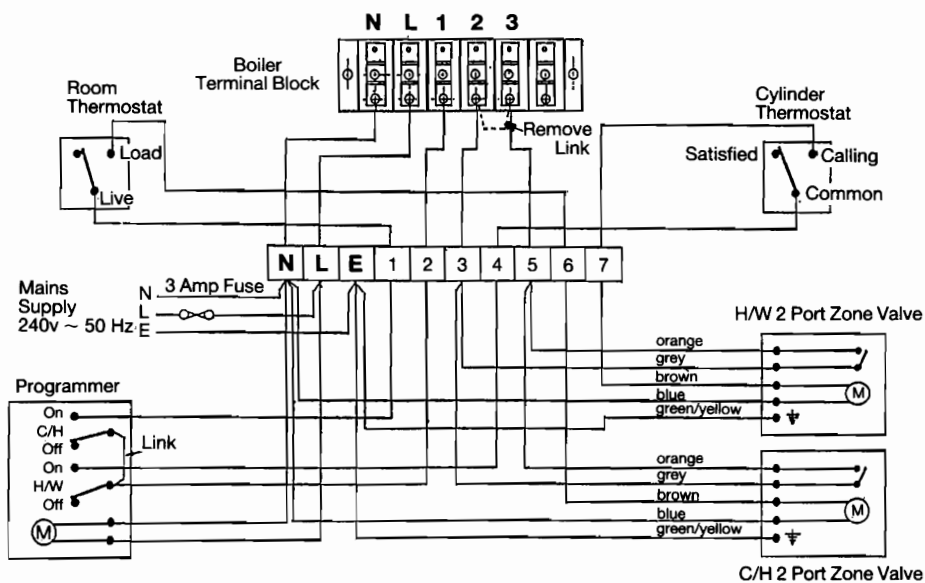 N L 1 2 3
Boiler
Terminal Block
Room
Thermostat
Load
Live
Remove
Link
Cylinder
Thermostat
Satisfied
Calling
Common
N L E 1 2 3 4 5 6 7
Mains
Supply
240v ~ 50 Hz
N
L
E
3 Amp Fuse
H/W 2 Port Zone Valve
orange
grey
brown
blue
green/yellow
M
Programmer
On
C/H
Off
On
H/W
Off
Link
M
orange
grey
brown
blue
green/yellow
M
C/H 2 Port Zone Valve